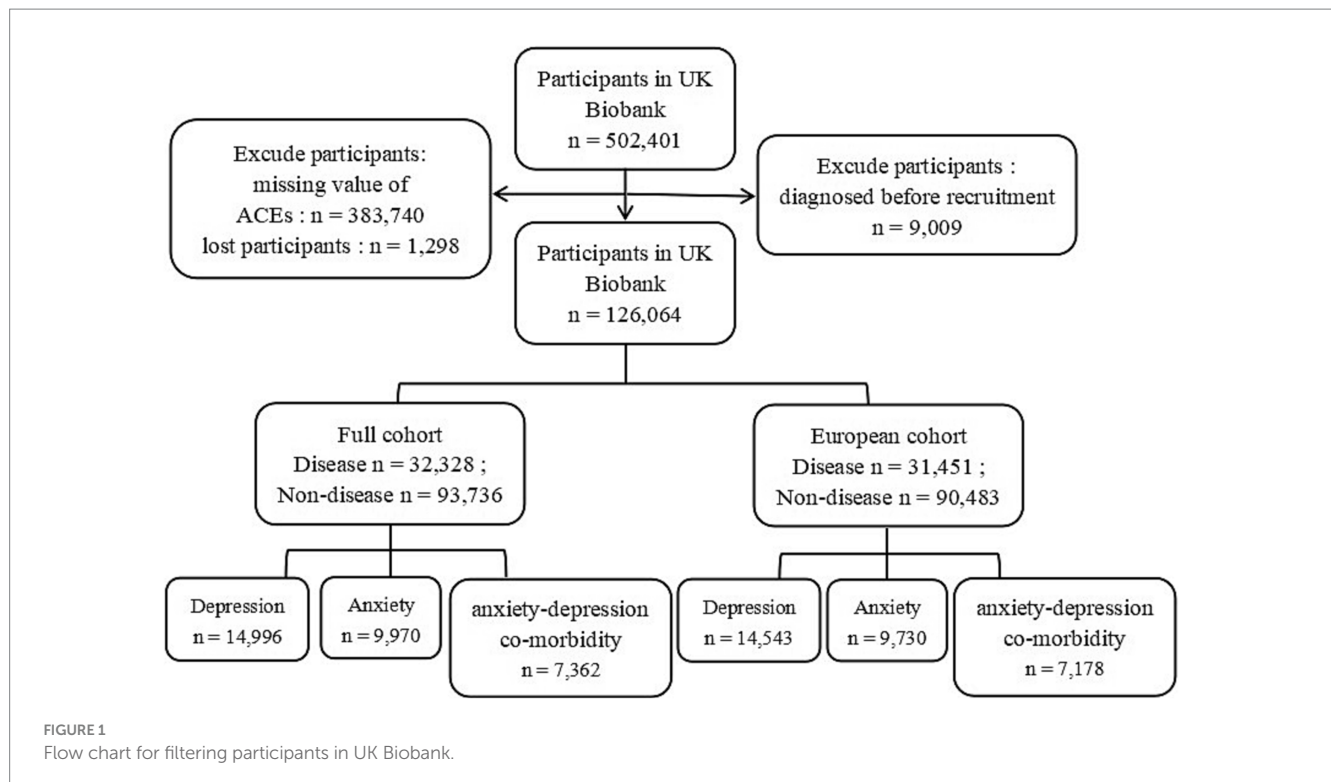 Participants in UK
Biobank
n = 502,401
Excude participants:
missing value of
ACEs : n = 383,740
lost participants : n = 1,298
Excude participants :
diagnosed before recruitment
n = 9,009
Participants in UK
Biobank
n = 126,064
Full cohort
Disease n = 32,328 ;
Non-disease n = 93,736
European cohort
Disease n = 31,451 ;
Non-disease n = 90,483
Depression
n = 14,996
Anxiety
n = 9,970
anxiety-depression
co-morbidity
n = 7,362
Depression
n = 14,543
Anxiety
n = 9,730
anxiety-depression
co-morbidity
n = 7,178
FIGURE 1
Flow chart for filtering participants in UK Biobank.